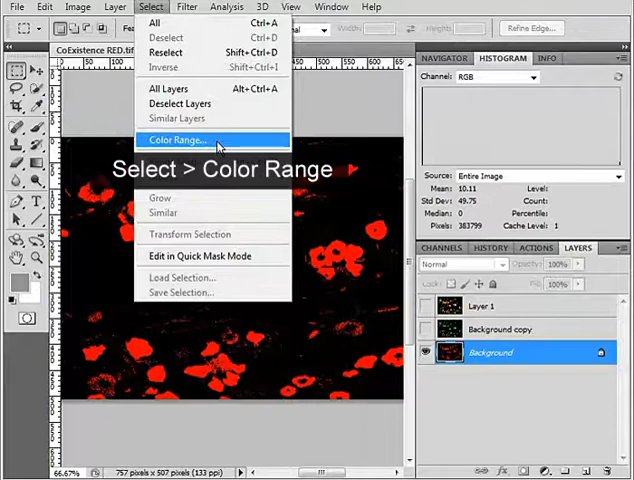 File Edit Image Layer Select Filter Analysis 3D View Window Help
Width: Height: Refine Edge...
CoExistence RED.tif
All Ctrl+A
Deselect Ctrl+D
Reselect Shift+Ctrl+D
Inverse Shift+Ctrl+I
All Layers Alt+Ctrl+A
Deselect Layers
Similar Layers
Color Range...
Select > Color Range
Grow
Similar
Transform Selection
Edit in Quick Mask Mode
Load Selection...
Save Selection...
NAVIGATOR HISTOGRAM INFO
Channel: RGB
Source: Entire Image
Mean: 10.11 Level:
Std Dev: 49.75 Count:
Median: 0 Percentile:
Pixels: 383799 Cache Level: 1
CHANNELS HISTORY ACTIONS LAYERS
Normal Opacity: 100%
Lock: Fill: 100%
Layer 1
Background copy
Background
66.67% 757 pixels x 507 pixels (133 ppi)